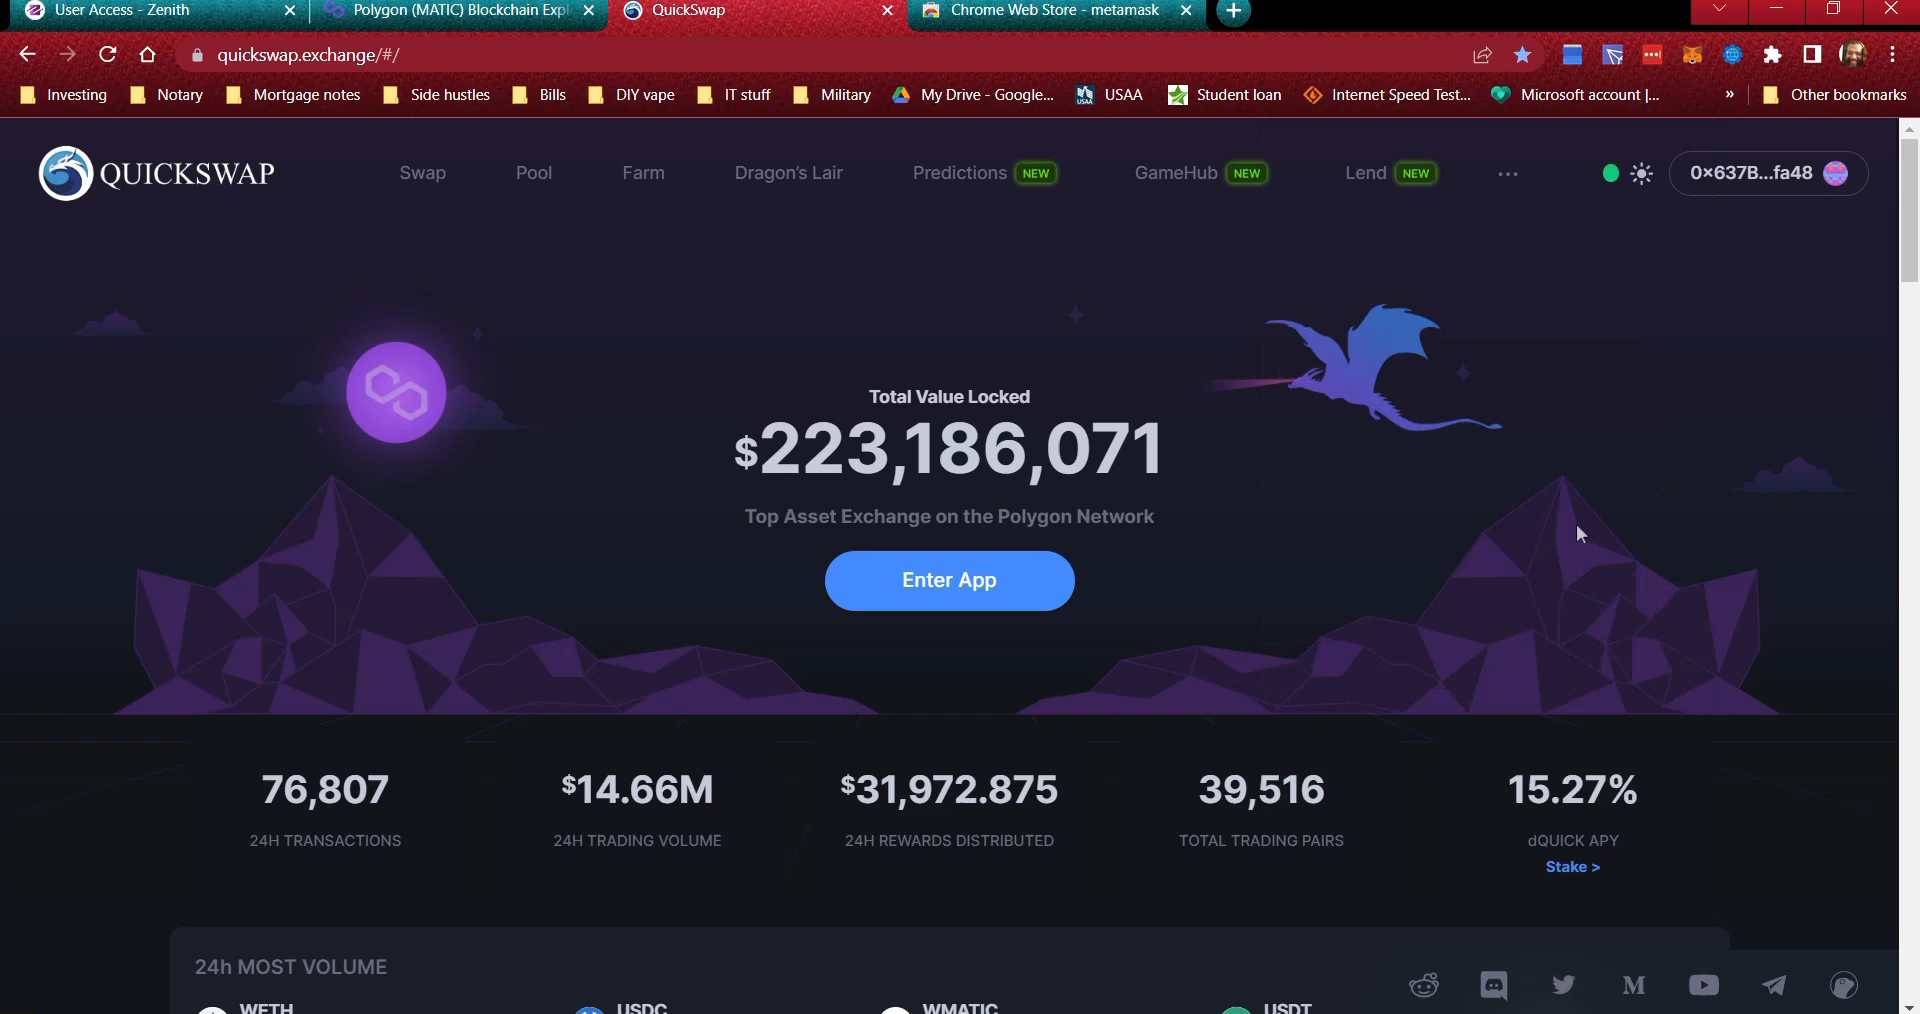 User Access - Zenith
Polygon (MATIC) Blockchain Expl
QuickSwap
Chrome Web Store - metamask
quickswap.exchange/#/
Investing
Notary
Mortgage notes
Side hustles
Bills
DIY vape
IT stuff
Military
My Drive - Google...
USAA
USAA
Student loan
Internet Speed Test...
Microsoft account |...
»
Other bookmarks
QUICKSWAP
Swap
Pool
Farm
Dragon's Lair
Predictions NEW
GameHub NEW
Lend NEW
0x637B...fa48
Total Value Locked
$223,186,071
Top Asset Exchange on the Polygon Network
Enter App
76,807
24H TRANSACTIONS
$14.66M
24H TRADING VOLUME
$31,972.875
24H REWARDS DISTRIBUTED
39,516
TOTAL TRADING PAIRS
15.27%
dQUICK APY
Stake >
24h MOST VOLUME
WETH
USDC
WMATIC
USDT